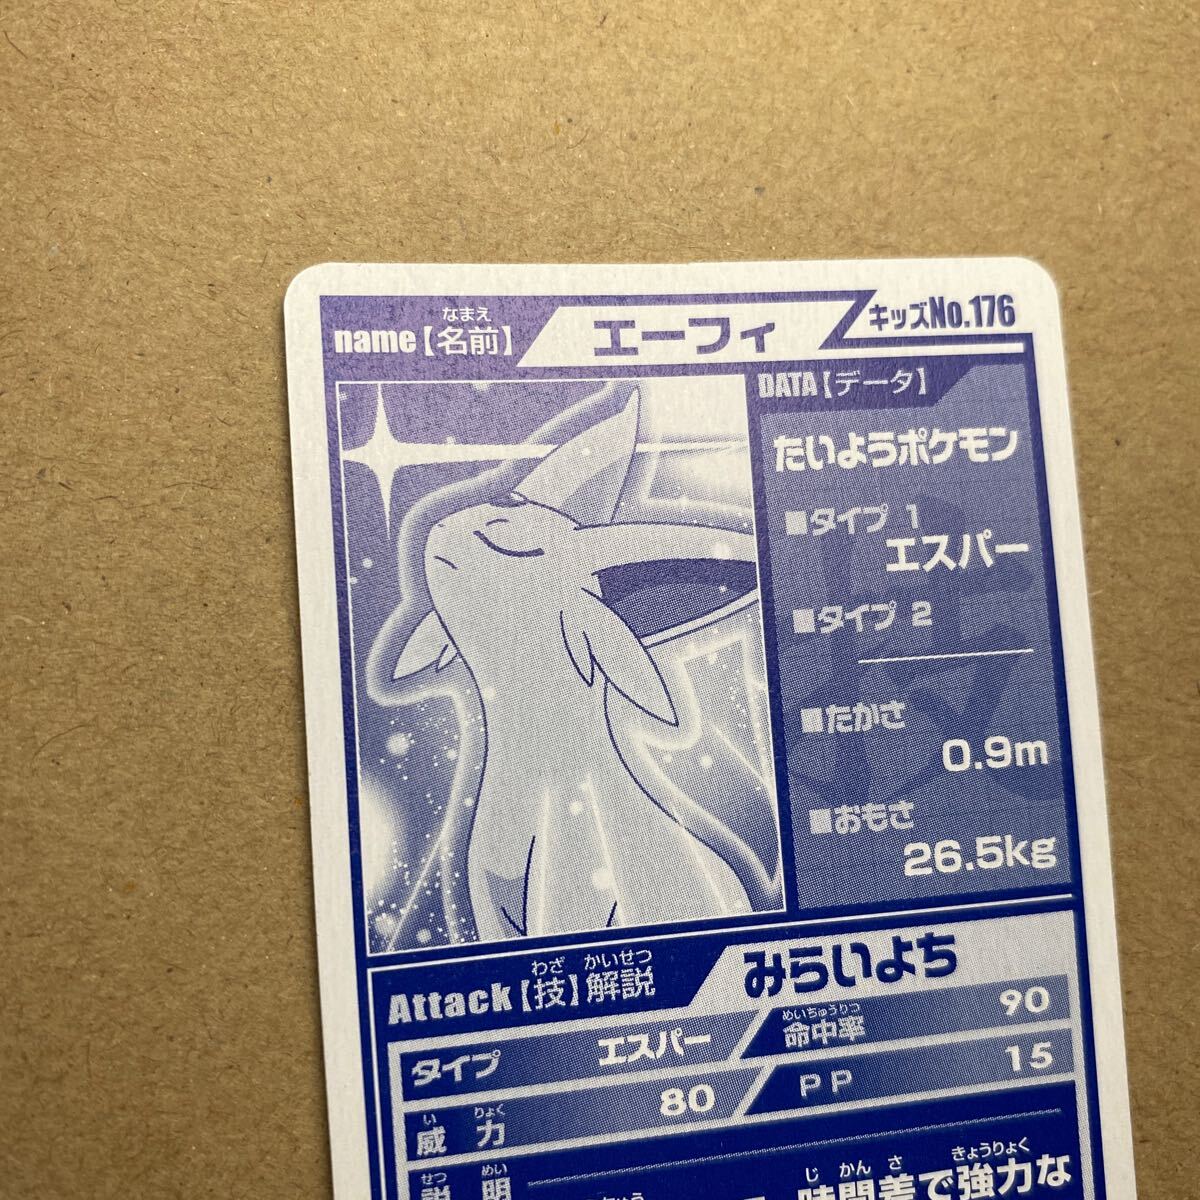 なまえ
name【名前】 エーフィ キッズNo.176
DATA【データ】
たいようポケモン
■タイプ 1
エスパー
■タイプ 2
■たかさ
0.9m
■おもさ
26.5kg
わざ かいせつ
Attack【技】解説 みらいよち
タイプ エスパー
めいちゅうりつ
命中率 90
いりょく
威力 80
PP 15
せつめい
説明
じかんさ きょうりょく
時間差で強力な